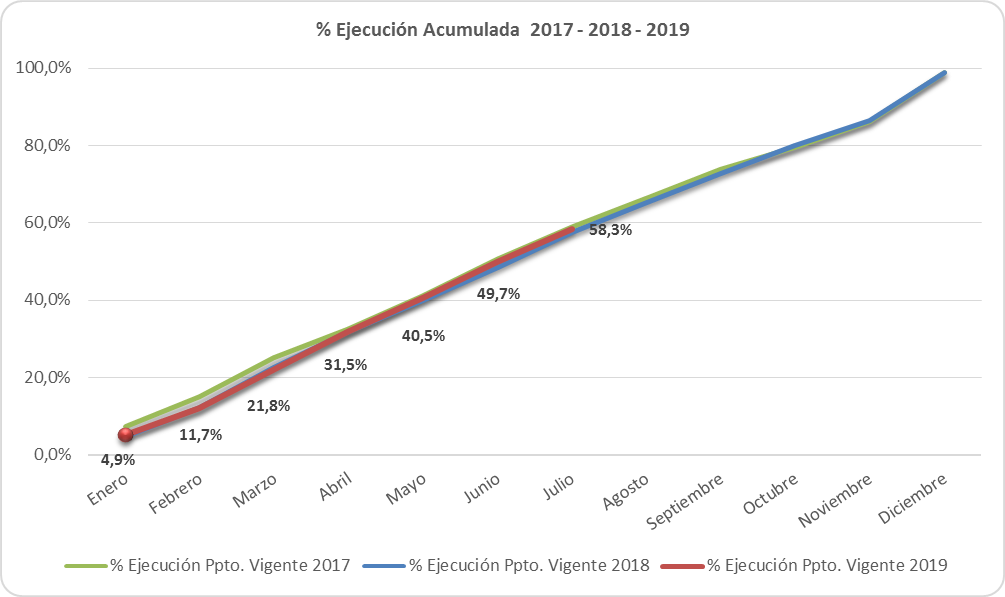 % Ejecución Acumulada 2017 - 2018 - 2019
100,0%
80,0%
60,0%
40,0%
20,0%
0,0%
4,9%
11,7%
21,8%
31,5%
40,5%
49,7%
58,3%
Enero
Febrero
Marzo
Abril
Mayo
Junio
Julio
Agosto
Septiembre
Octubre
Noviembre
Diciembre
% Ejecución Ppto. Vigente 2017
% Ejecución Ppto. Vigente 2018
% Ejecución Ppto. Vigente 2019